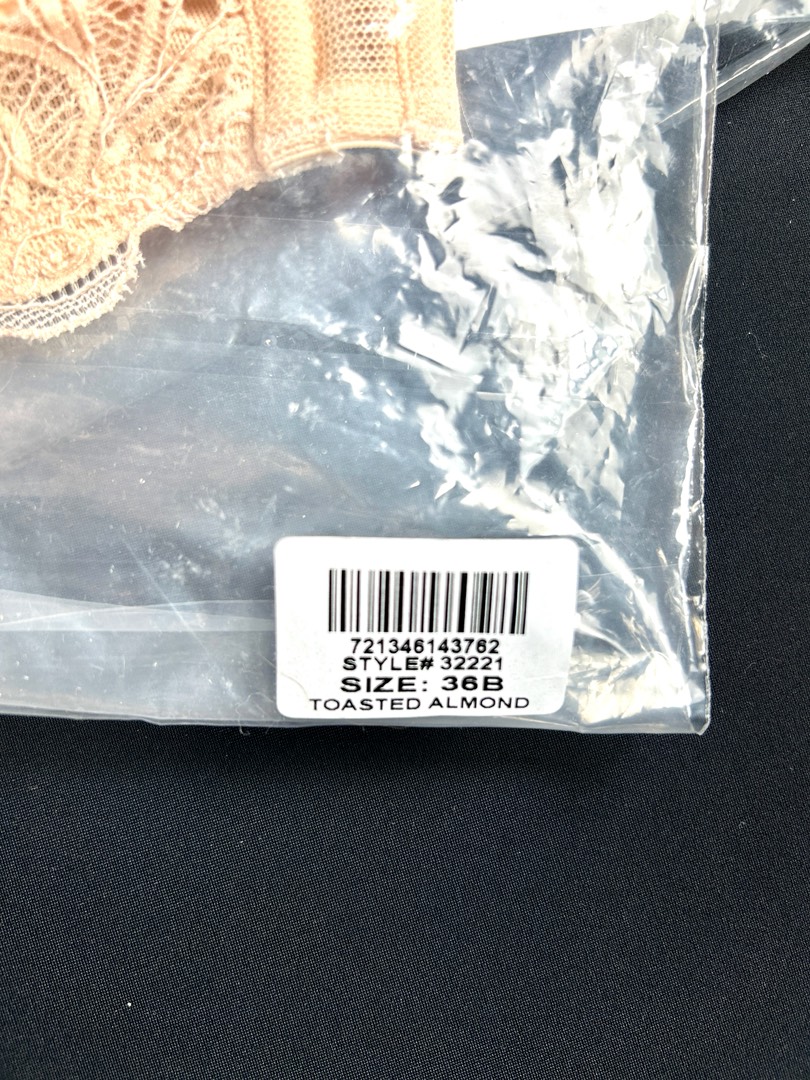 721346143762
STYLE# 32221
SIZE: 36B
TOASTED ALMOND